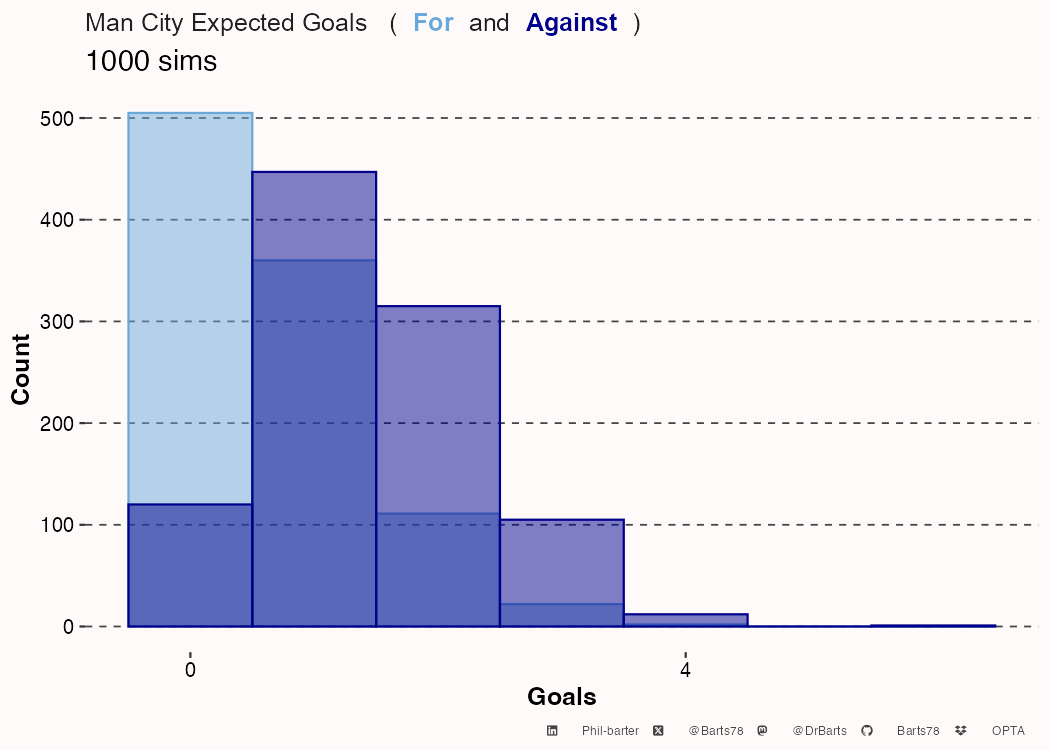 Man City Expected Goals ( For and Against )
1000 sims
500
400
300
200
100
0
Count
0 4
Goals
Phil-barter @Barts78 @DrBarts Barts78 OPTA